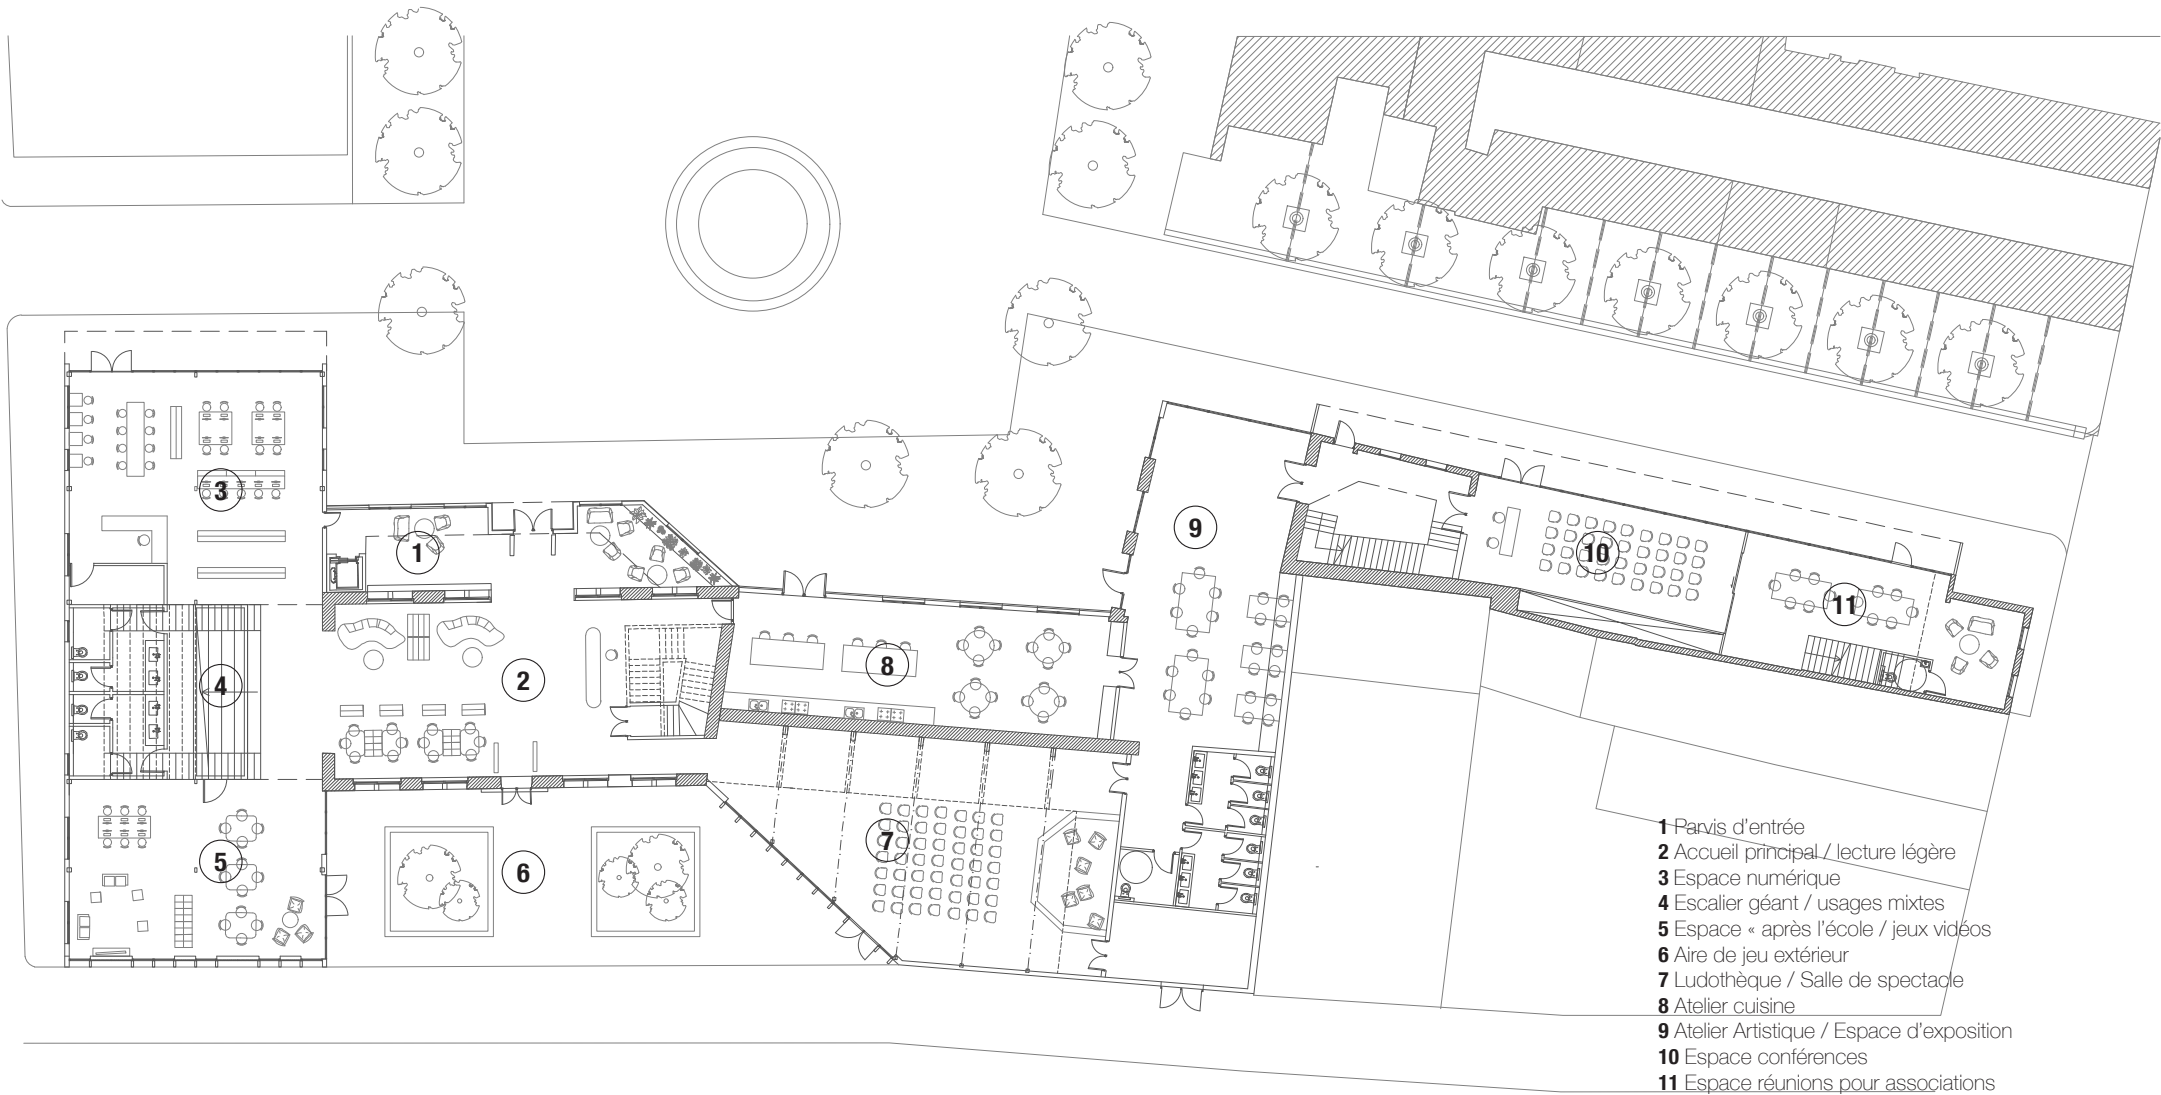 3
1
9
10
11
4
2
8
5
6
7
1 Parvis d'entrée
2 Accueil principal / lecture légère
3 Espace numérique
4 Escalier géant / usages mixtes
5 Espace « après l'école / jeux vidéos
6 Aire de jeu extérieur
7 Ludothèque / Salle de spectacle
8 Atelier cuisine
9 Atelier Artistique / Espace d'exposition
10 Espace conférences
11 Espace réunions pour associations